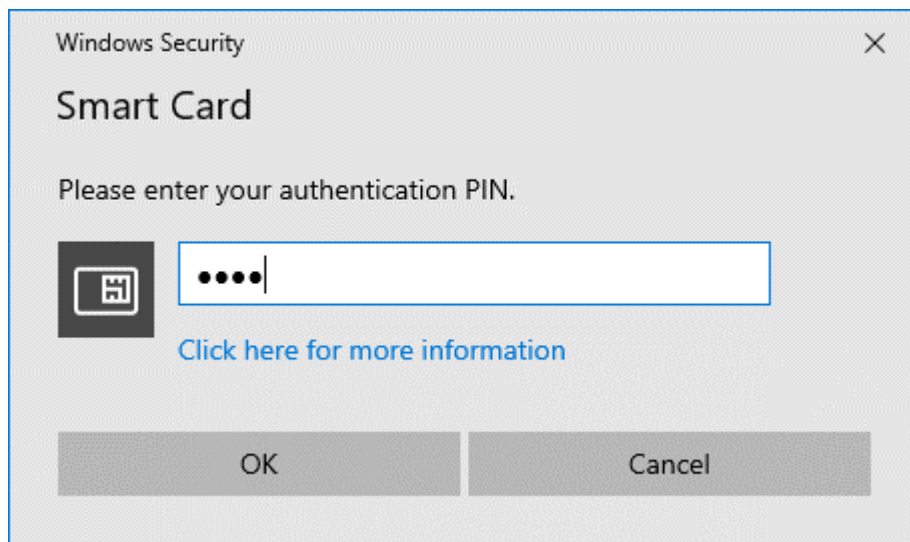 Windows Security
Smart Card
Please enter your authentication PIN.
••••
Click here for more information
OK
Cancel